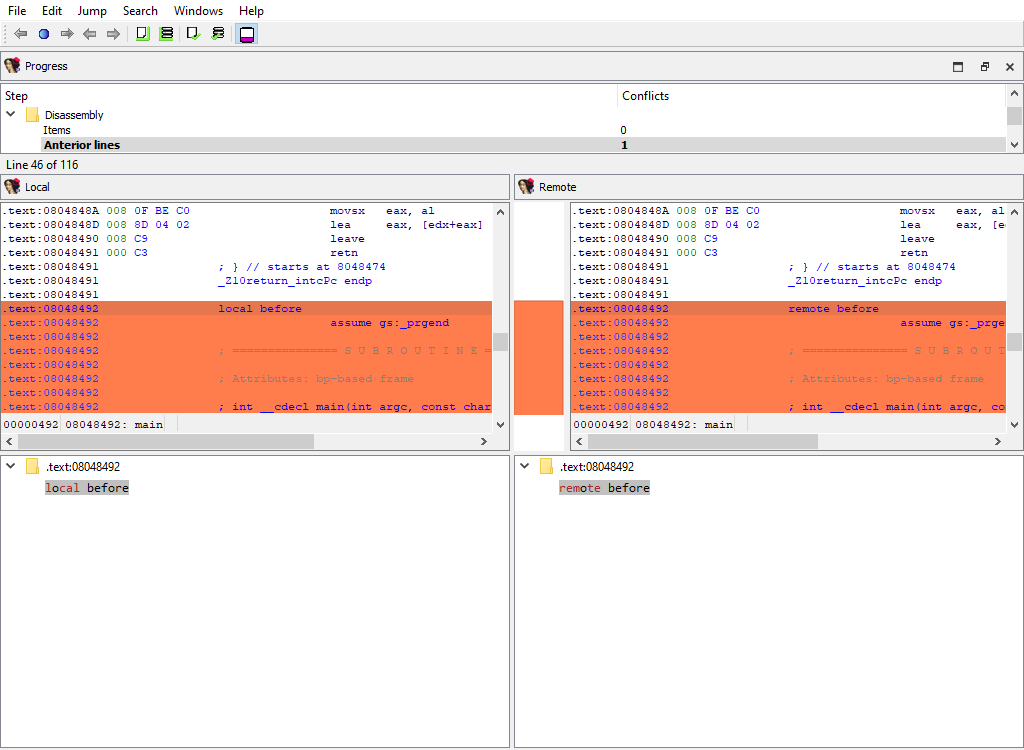 File Edit Jump Search Windows Help
Progress
Step Conflicts
Disassembly
Items 0
Anterior lines 1
Line 46 of 116
Local
.text:0804848A 008 0F BE C0 movsx eax, al
.text:0804848D 008 8D 04 02 lea eax, [edx+eax]
.text:08048490 008 C9 leave
.text:08048491 000 C3 retn
.text:08048491 ; } // starts at 8048474
.text:08048491 _Z10return_intcPc endp
.text:08048491
.text:08048492 local before
.text:08048492 assume gs:_prgend
.text:08048492
.text:08048492 ; =============== S U B R O U T I N E =
.text:08048492
.text:08048492 ; Attributes: bp-based frame
.text:08048492
.text:08048492 ; int __cdecl main(int argc, const char
00000492 08048492: main
Remote
.text:0804848A 008 0F BE C0 movsx eax, al
.text:0804848D 008 8D 04 02 lea eax, [e
.text:08048490 008 C9 leave
.text:08048491 000 C3 retn
.text:08048491 ; } // starts at 8048474
.text:08048491 _Z10return_intcPc endp
.text:08048491
.text:08048492 remote before
.text:08048492 assume gs:_prge
.text:08048492
.text:08048492 ; =============== S U B R O U T
.text:08048492
.text:08048492 ; Attributes: bp-based frame
.text:08048492
.text:08048492 ; int __cdecl main(int argc, co
00000492 08048492: main
.text:08048492
local before
.text:08048492
remote before